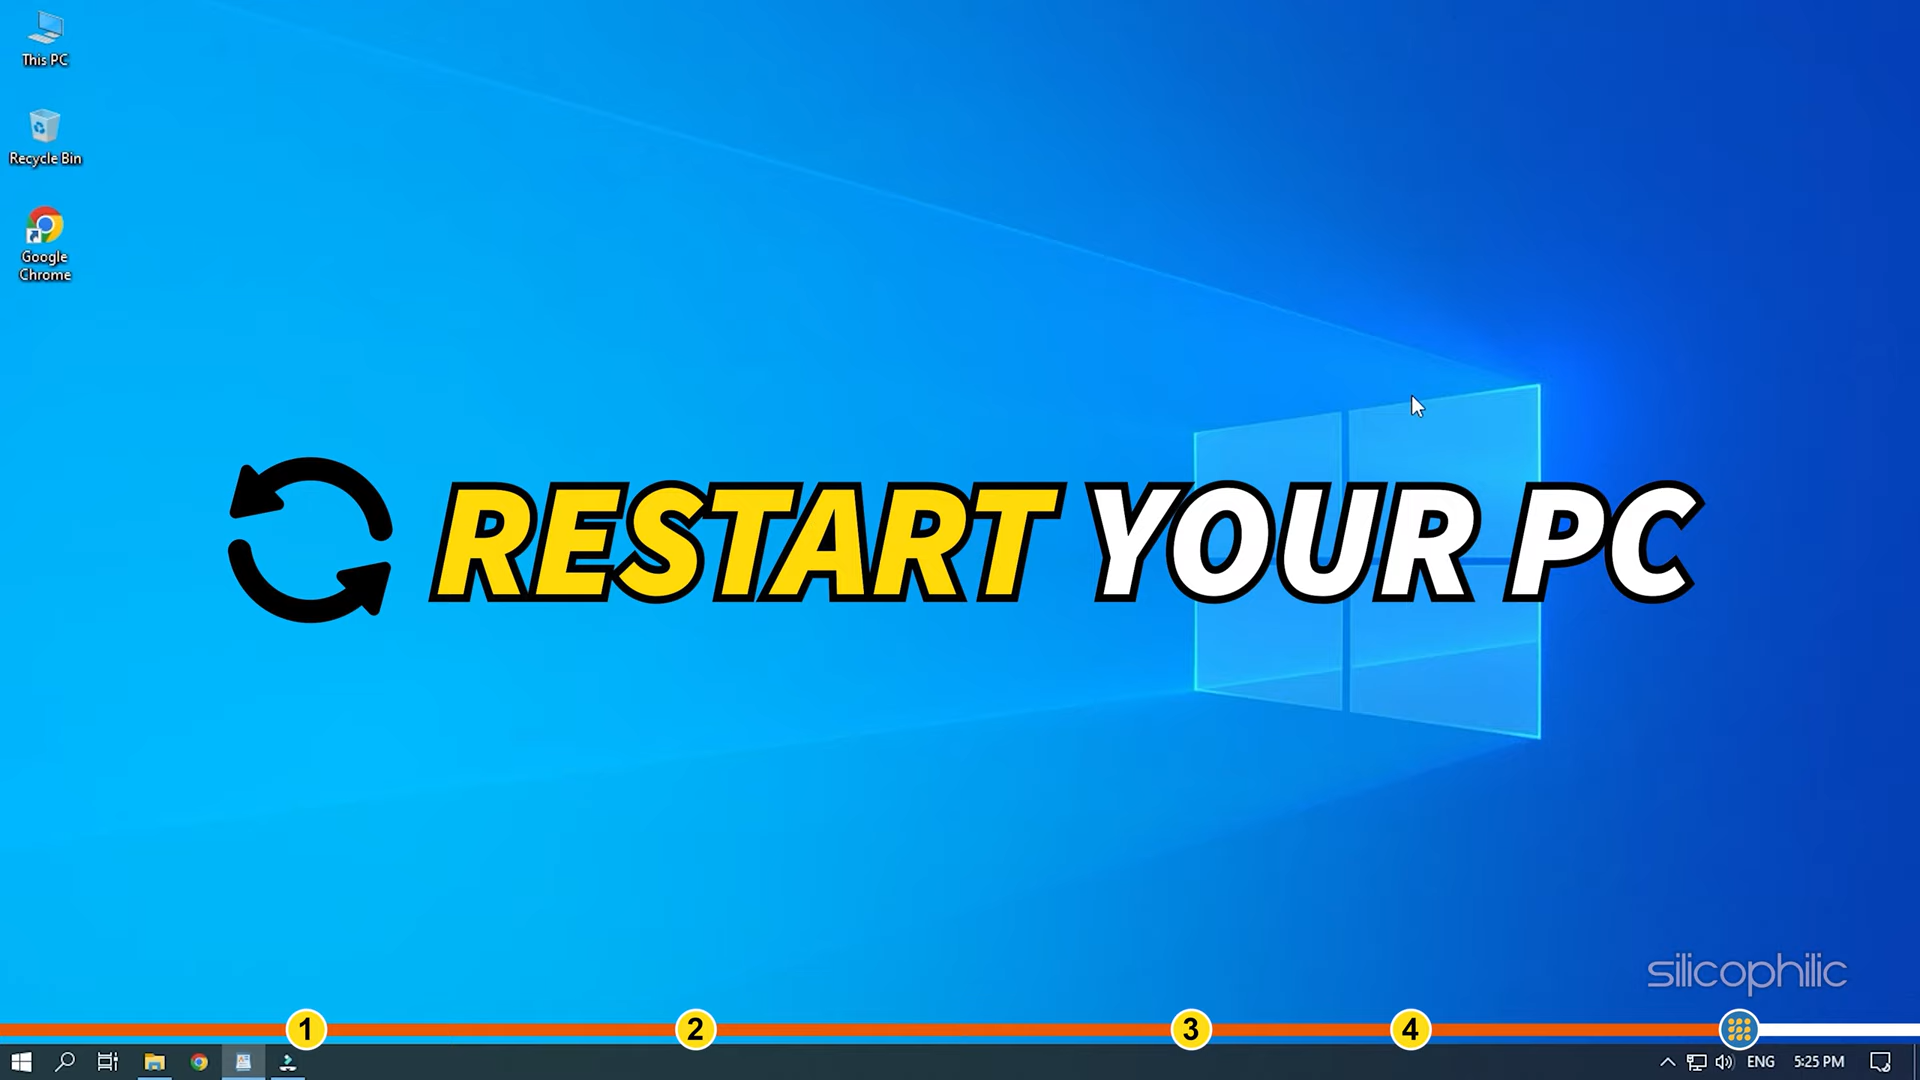 This PC
Recycle Bin
Google
Chrome
RESTART YOUR PC
silicophilic
1 2 3 4
ENG 5:25 PM